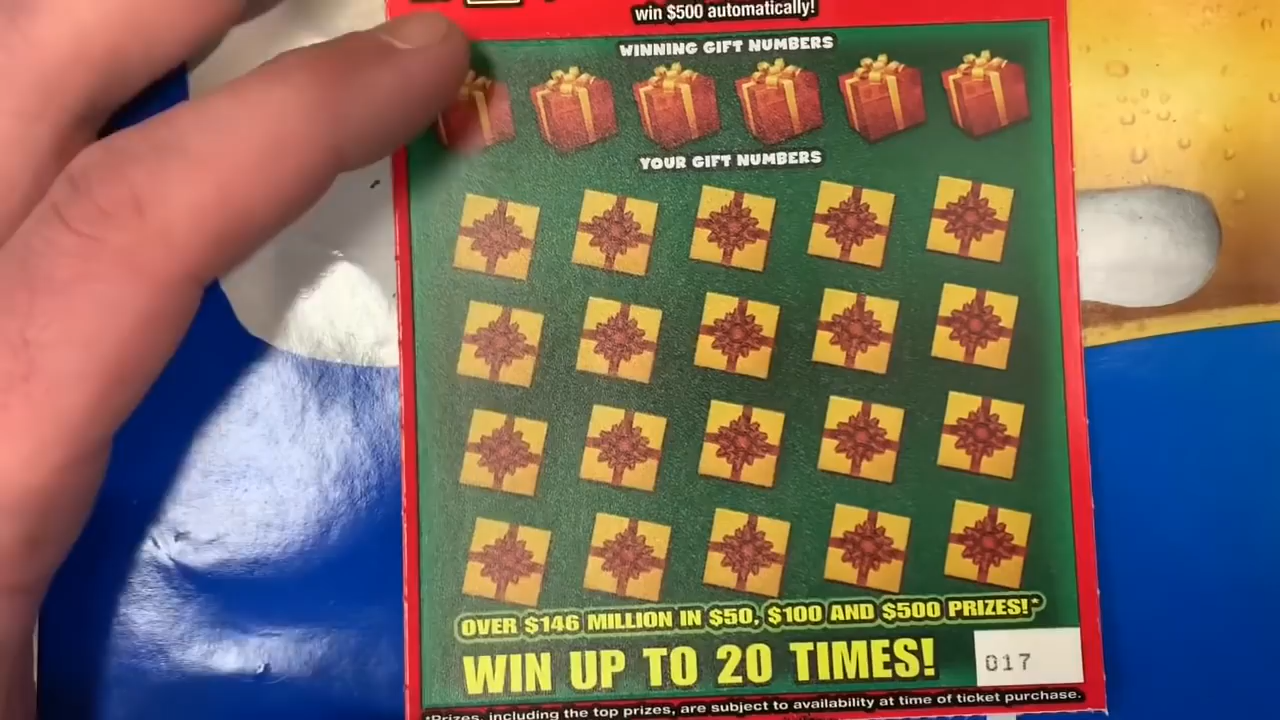 win $500 automatically!
WINNING GIFT NUMBERS
YOUR GIFT NUMBERS
OVER $146 MILLION IN $50, $100 AND $500 PRIZES!*
WIN UP TO 20 TIMES!
017
*Prizes, including the top prizes, are subject to availability at time of ticket purchase.